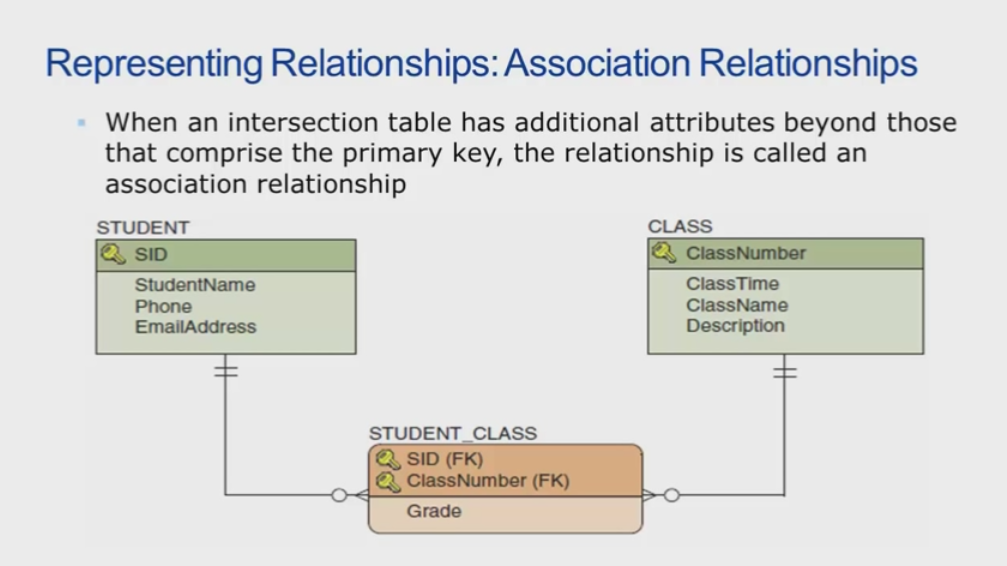 Representing Relationships: Association Relationships
When an intersection table has additional attributes beyond those
that comprise the primary key, the relationship is called an
association relationship
STUDENT
SID
StudentName
Phone
EmailAddress
CLASS
ClassNumber
ClassTime
ClassName
Description
STUDENT_CLASS
SID (FK)
ClassNumber (FK)
Grade